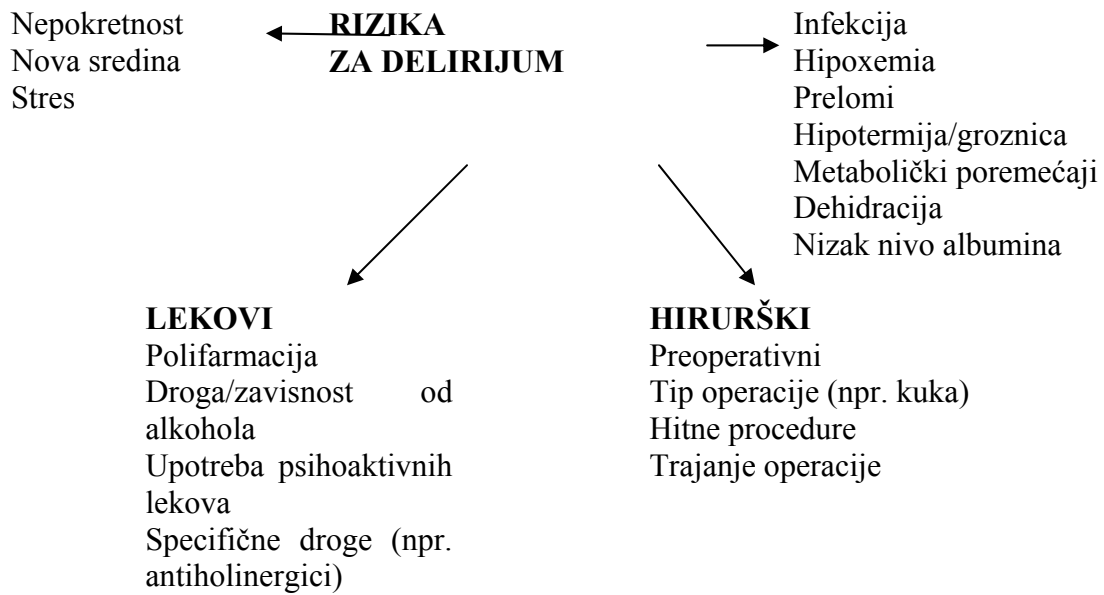 Nepokretnost
Nova sredina
Stres
RIZIKA
ZA DELIRIJUM
Infekcija
Hipoxemia
Prelomi
Hipotermija/groznica
Metabolički poremećaji
Dehidracija
Nizak nivo albumina
LEKOVI
Polifarmacija
Droga/zavisnost od
alkohola
Upotreba psihoaktivnih
lekova
Specifične droge (npr.
antiholinergici)
HIRURŠKI
Preoperativni
Tip operacije (npr. kuka)
Hitne procedure
Trajanje operacije